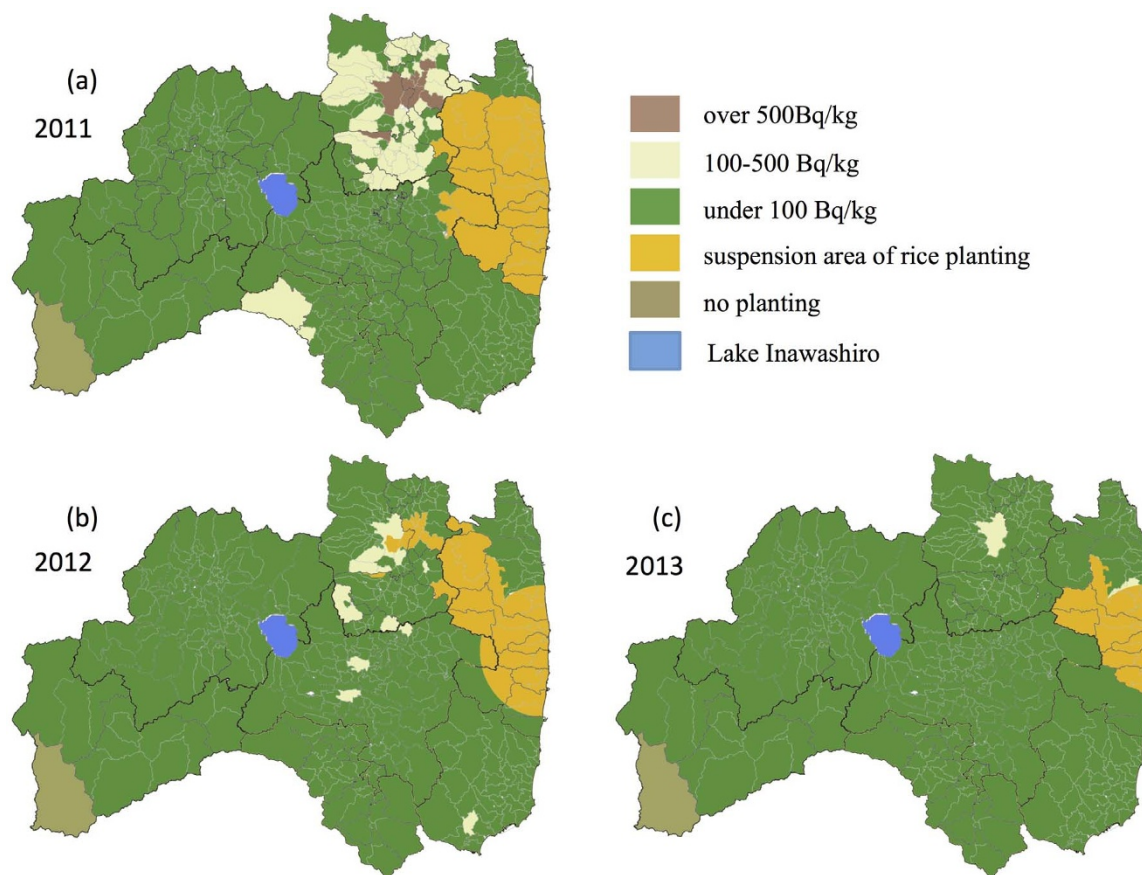 (a)
2011
over 500Bq/kg
100-500 Bq/kg
under 100 Bq/kg
suspension area of rice planting
no planting
Lake Inawashiro
(b)
2012
(c)
2013